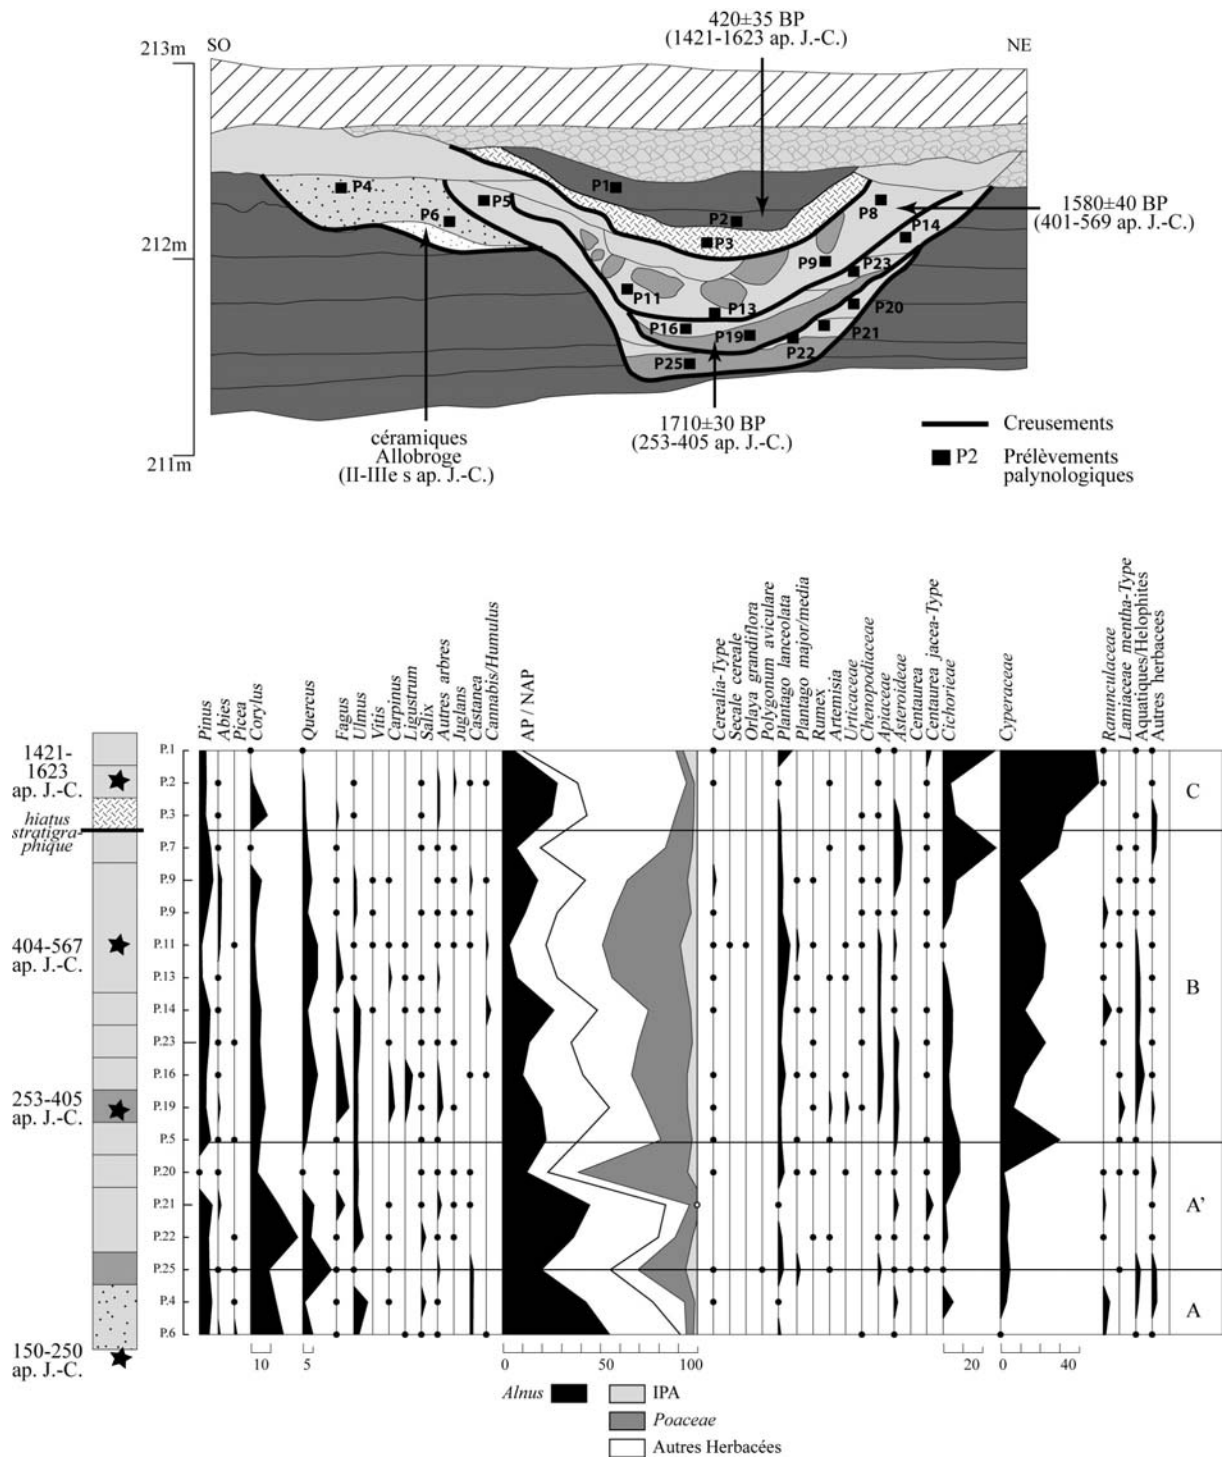 213m
SO
420±35 BP
(1421-1623 ap. J.-C.)
NE
P1
P4
P5
P6
P2
P3
P8
P14
1580±40 BP
(401-569 ap. J.-C.)
212m
P9
P23
P11
P13
P20
P16
P19
P21
P22
P25
céramiques
Allobroge
(II-IIIe s ap. J.-C.)
1710±30 BP
(253-405 ap. J.-C.)
Creusements
P2 Prélèvements
palynologiques
211m
Pinus
Abies
Picea
Corylus
Quercus
Fagus
Ulmus
Vitis
Carpinus
Ligustrum
Salix
Autres arbres
Juglans
Castanea
Cannabis/Humulus
AP / NAP
Cerealia-Type
Secale cereale
Orlaya grandiflora
Polygonum aviculare
Plantago lanceolata
Plantago major/media
Rumex
Artemisia
Urticaceae
Chenopodiaceae
Apiaceae
Asteroideae
Centaurea
Centaurea jacea-Type
Cichorieae
Cyperaceae
Ranunculaceae
Lamiaceae mentha-Type
Aquatiques/Helophites
Autres herbacees
1421-
1623
ap. J.-C.
hiatus
stratigra-
phique
404-567
ap. J.-C.
253-405
ap. J.-C.
150-250
ap. J.-C.
P.1
P.2
P.3
P.7
P.9
P.9
P.11
P.13
P.14
P.23
P.16
P.19
P.5
P.20
P.21
P.22
P.25
P.4
P.6
C
B
A'
A
10
5
0 50 100
20
0 40
Alnus
IPA
Poaceae
Autres Herbacées